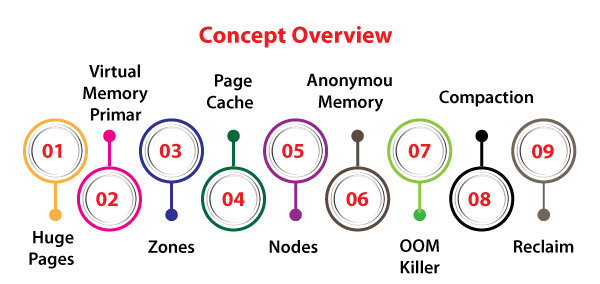 Concept Overview
01
Huge
Pages
Virtual
Memory
Primar
02
03
Zones
Page
Cache
04
05
Nodes
Anonymou
Memory
06
07
OOM
Killer
Compaction
08
09
Reclaim